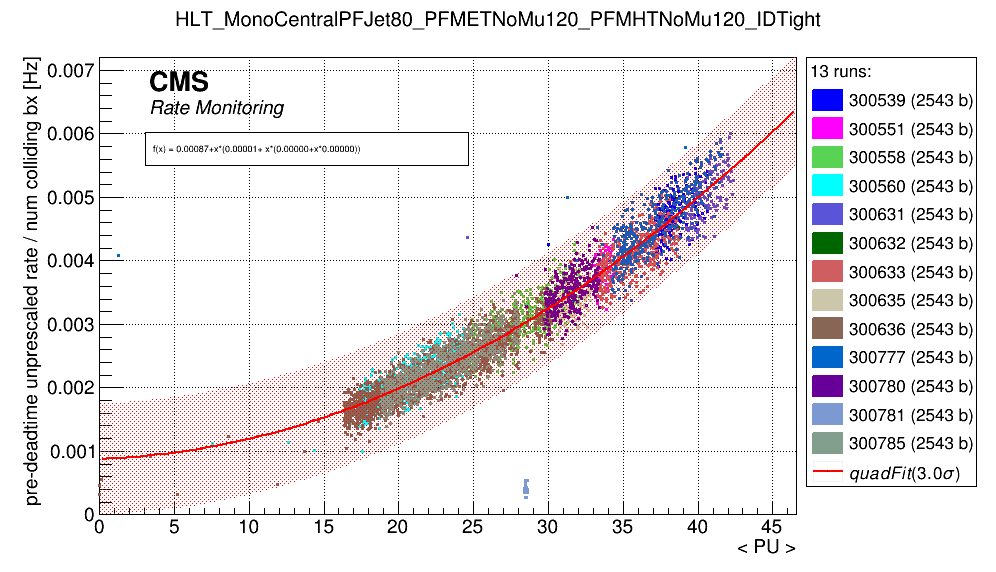 HLT_MonoCentralPFJet80_PFMETNoMu120_PFMHTNoMu120_IDTight
pre-deadtime unprescaled rate / num colliding bx [Hz]
CMS
Rate Monitoring
f(x) = 0.00087+x*(0.00001+ x*(0.00000+x*0.00000))
0.007
0.006
0.005
0.004
0.003
0.002
0.001
0
0 5 10 15 20 25 30 35 40 45
< PU >
13 runs:
300539 (2543 b)
300551 (2543 b)
300558 (2543 b)
300560 (2543 b)
300631 (2543 b)
300632 (2543 b)
300633 (2543 b)
300635 (2543 b)
300636 (2543 b)
300777 (2543 b)
300780 (2543 b)
300781 (2543 b)
300785 (2543 b)
quadFit(3.0σ)